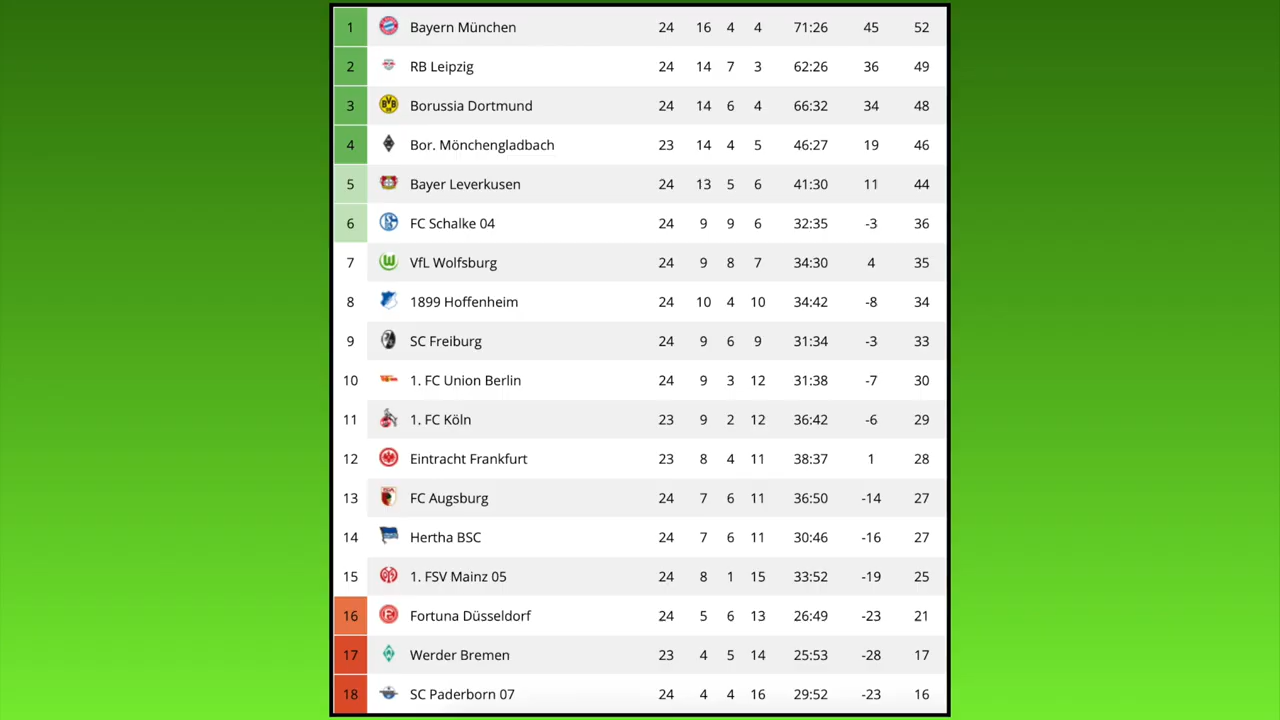 1 Bayern München 24 16 4 4 71:26 45 52
2 RB Leipzig 24 14 7 3 62:26 36 49
3 Borussia Dortmund 24 14 6 4 66:32 34 48
4 Bor. Mönchengladbach 23 14 4 5 46:27 19 46
5 Bayer Leverkusen 24 13 5 6 41:30 11 44
6 FC Schalke 04 24 9 9 6 32:35 -3 36
7 VfL Wolfsburg 24 9 8 7 34:30 4 35
8 1899 Hoffenheim 24 10 4 10 34:42 -8 34
9 SC Freiburg 24 9 6 9 31:34 -3 33
10 1. FC Union Berlin 24 9 3 12 31:38 -7 30
11 1. FC Köln 23 9 2 12 36:42 -6 29
12 Eintracht Frankfurt 23 8 4 11 38:37 1 28
13 FC Augsburg 24 7 6 11 36:50 -14 27
14 Hertha BSC 24 7 6 11 30:46 -16 27
15 1. FSV Mainz 05 24 8 1 15 33:52 -19 25
16 Fortuna Düsseldorf 24 5 6 13 26:49 -23 21
17 Werder Bremen 23 4 5 14 25:53 -28 17
18 SC Paderborn 07 24 4 4 16 29:52 -23 16